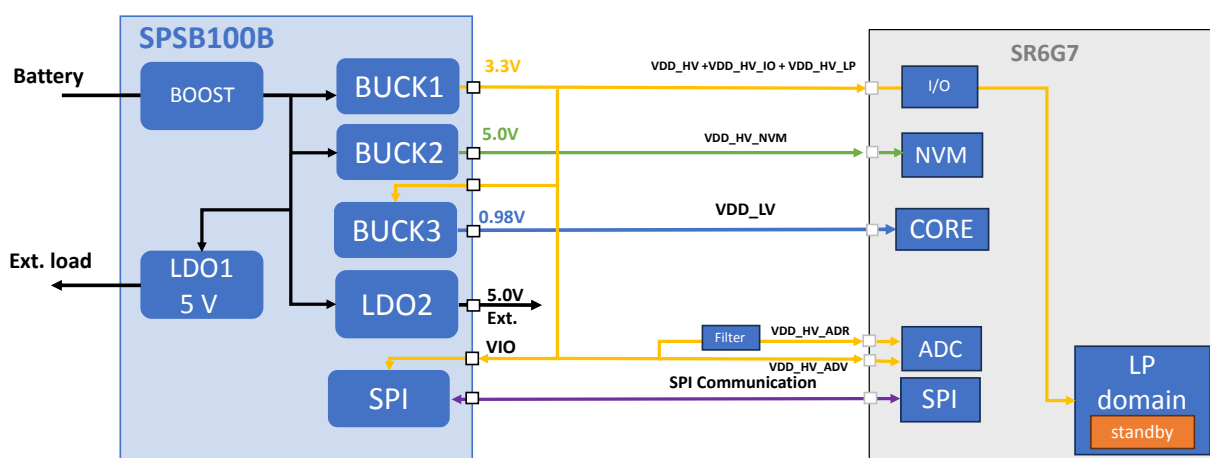 SPSB100B
SR6G7
Battery
BOOST
BUCK1
3.3V
VDD_HV +VDD_HV_IO + VDD_HV_LP
I/O
BUCK2
5.0V
VDD_HV_NVM
NVM
BUCK3
0.98V
VDD_LV
CORE
Ext. load
LDO1
5 V
LDO2
5.0V
Ext.
VIO
Filter
VDD_HV_ADR
VDD_HV_ADV
ADC
SPI
SPI Communication
SPI
LP
domain
standby